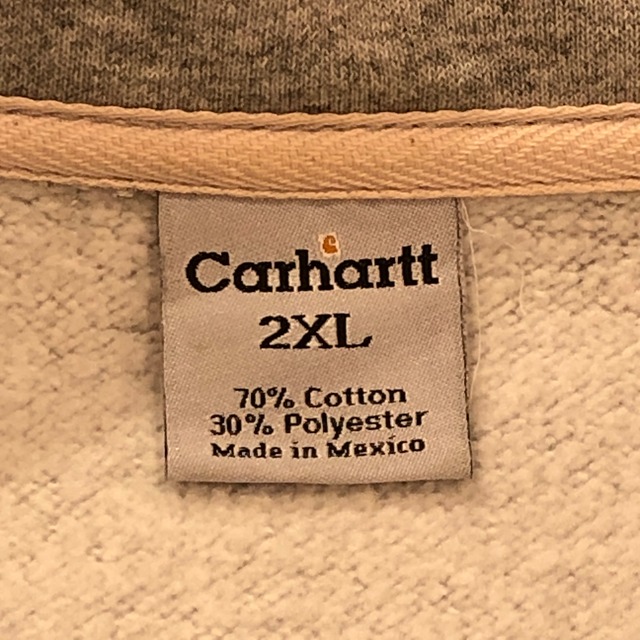 Carhartt
2XL
70% Cotton
30% Polyester
Made in Mexico